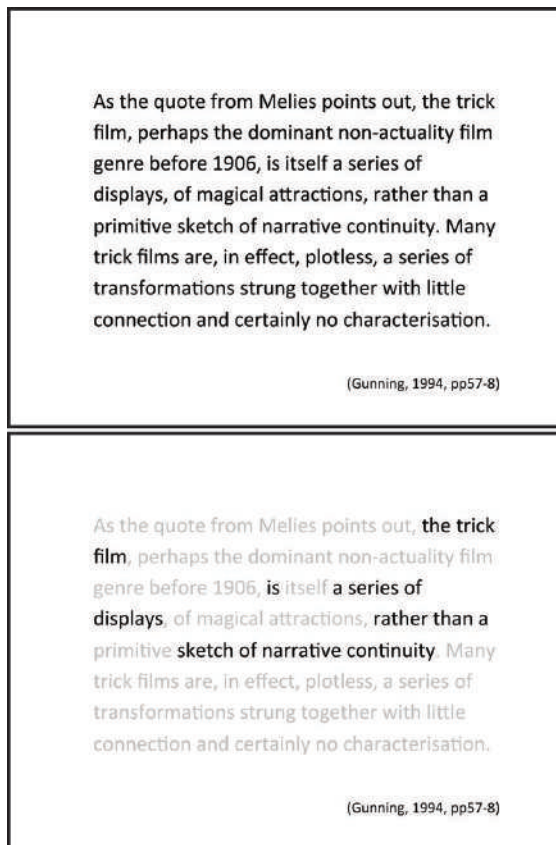 As the quote from Melies points out, the trick
film, perhaps the dominant non-actuality film
genre before 1906, is itself a series of
displays, of magical attractions, rather than a
primitive sketch of narrative continuity. Many
trick films are, in effect, plotless, a series of
transformations strung together with little
connection and certainly no characterisation.
(Gunning, 1994, pp57-8)
As the quote from Melies points out, the trick
film, perhaps the dominant non-actuality film
genre before 1906, is itself a series of
displays, of magical attractions, rather than a
primitive sketch of narrative continuity. Many
trick films are, in effect, plotless, a series of
transformations strung together with little
connection and certainly no characterisation.
(Gunning, 1994, pp57-8)